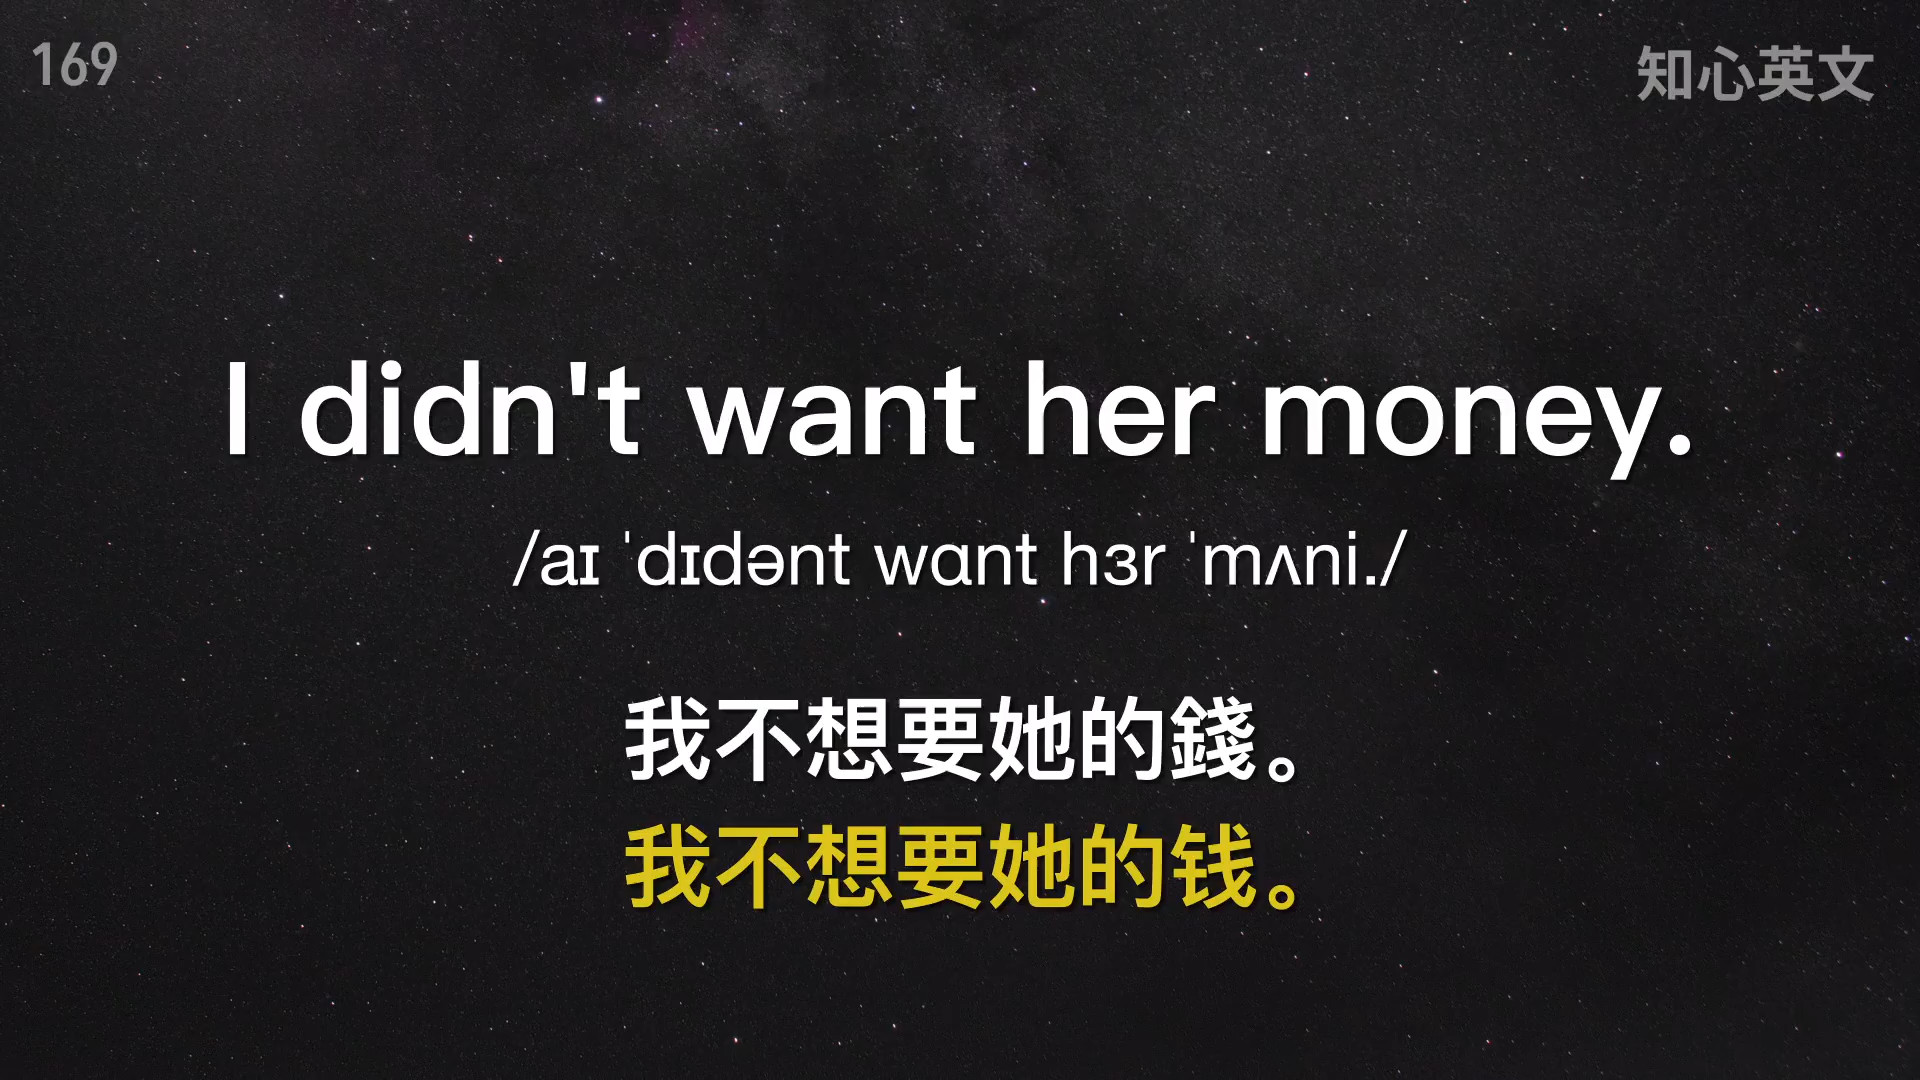 169
知心英文
I didn't want her money.
/aɪ ˈdɪdənt wɑnt hɜr ˈmʌni./
我不想要她的錢。
我不想要她的钱。